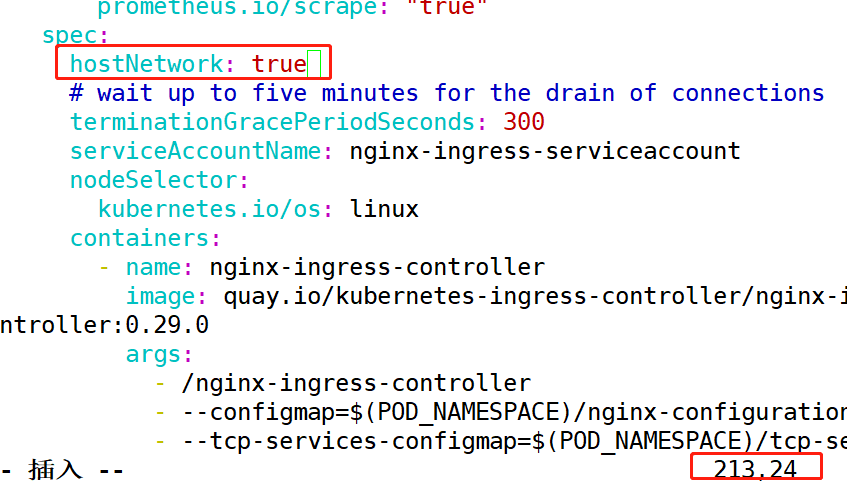 prometheus.io/scrape: "true"
spec:
hostNetwork: true
# wait up to five minutes for the drain of connections
terminationGracePeriodSeconds: 300
serviceAccountName: nginx-ingress-serviceaccount
nodeSelector:
kubernetes.io/os: linux
containers:
- name: nginx-ingress-controller
image: quay.io/kubernetes-ingress-controller/nginx-i
ntroller:0.29.0
args:
- /nginx-ingress-controller
- --configmap=$(POD_NAMESPACE)/nginx-configuration
- --tcp-services-configmap=$(POD_NAMESPACE)/tcp-se
- 插入 -- 213,24